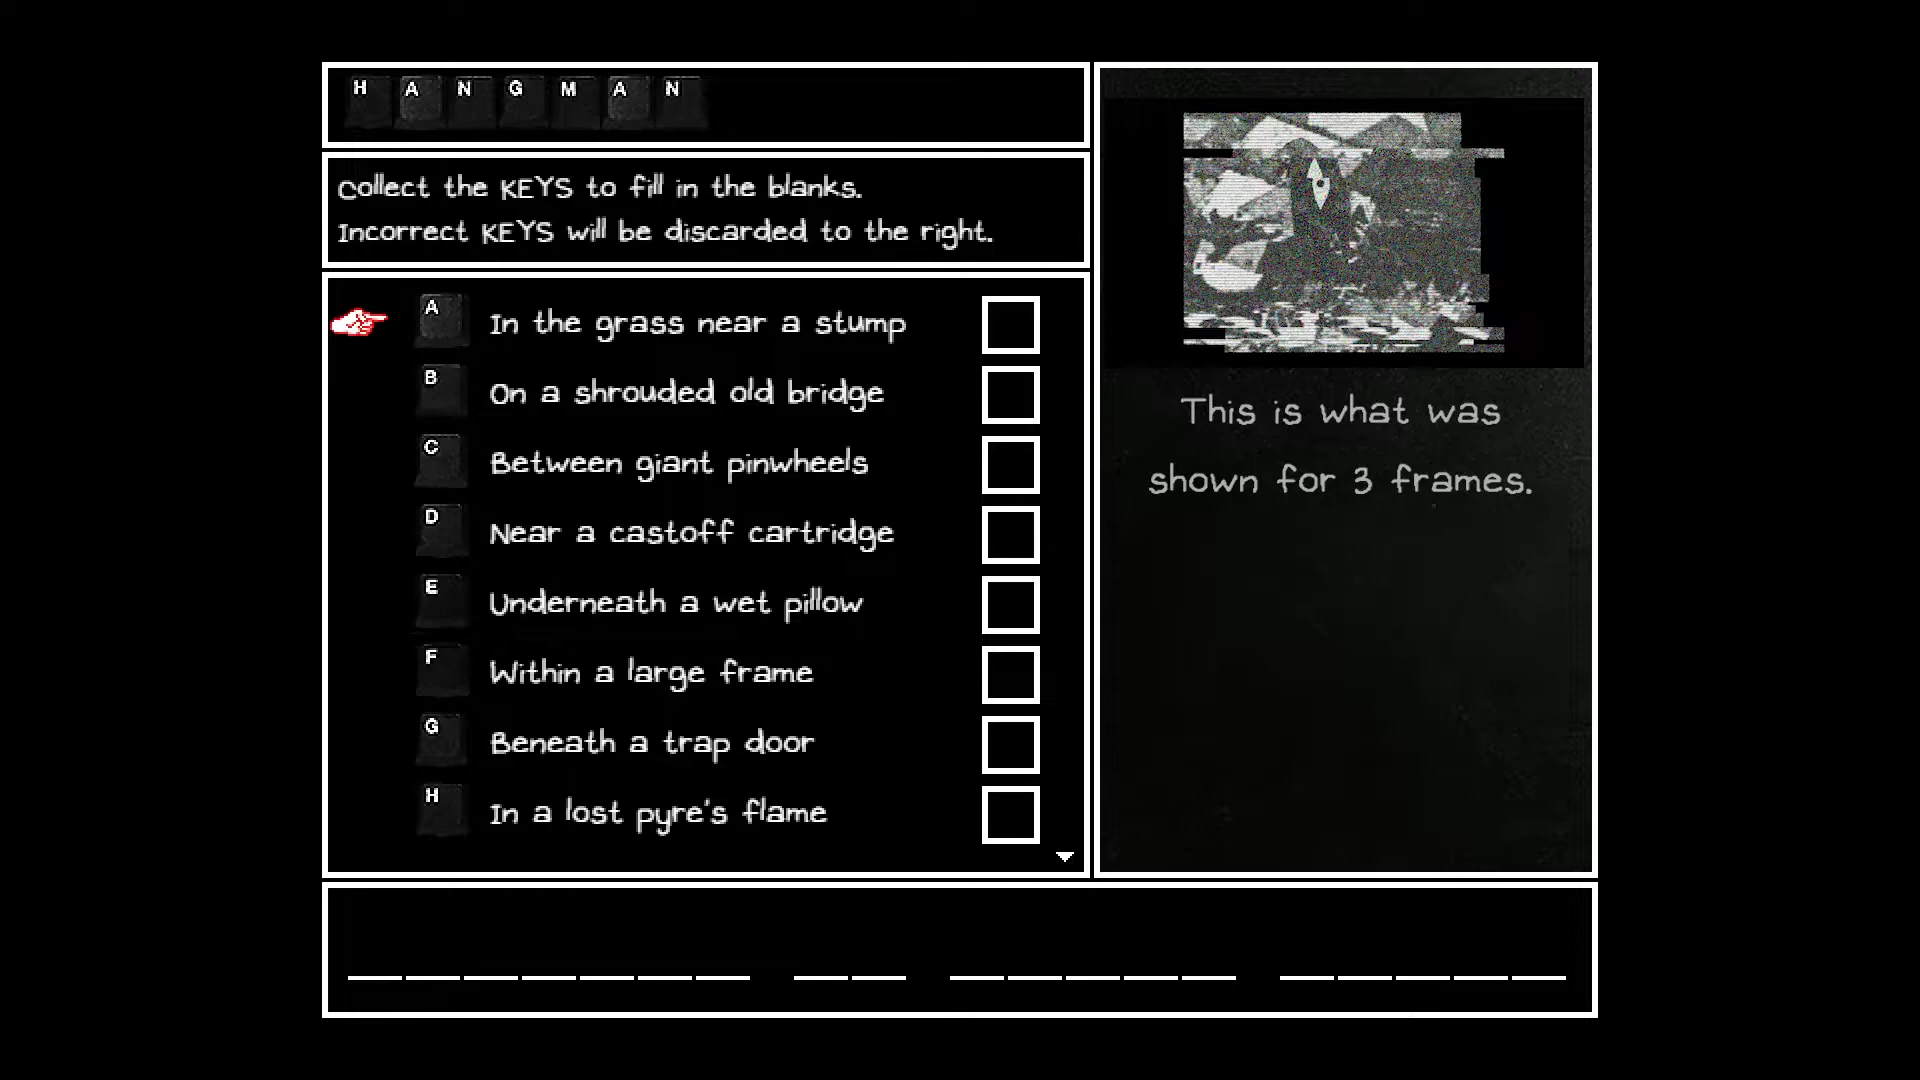 H A N G M A N
Collect the KEYS to fill in the blanks.
Incorrect KEYS will be discarded to the right.
A In the grass near a stump
B On a shrouded old bridge
C Between giant pinwheels
D Near a castoff cartridge
E Underneath a wet pillow
F Within a large frame
G Beneath a trap door
H In a lost pyre's flame
This is what was
shown for 3 frames.